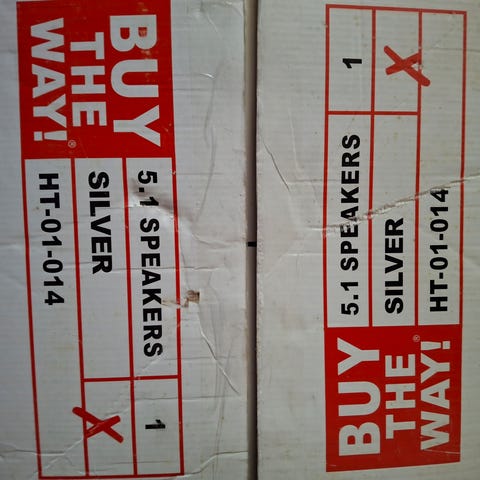 BUY
THE
WAY!®
5.1 SPEAKERS 1
SILVER X
HT-01-014
BUY
THE
WAY!®
5.1 SPEAKERS 1
SILVER X
HT-01-014